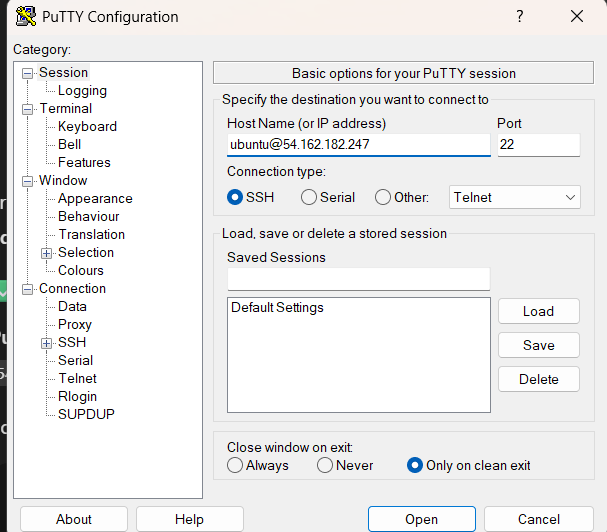 PuTTY Configuration
?
Category:
Session
Logging
Terminal
Keyboard
Bell
Features
Window
Appearance
Behaviour
Translation
Selection
Colours
Connection
Data
Proxy
SSH
Serial
Telnet
Rlogin
SUPDUP
Basic options for your PuTTY session
Specify the destination you want to connect to
Host Name (or IP address) Port
ubuntu@54.162.182.247 22
Connection type:
SSH Serial Other: Telnet
Load, save or delete a stored session
Saved Sessions
Default Settings
Load
Save
Delete
Close window on exit:
Always Never Only on clean exit
About Help Open Cancel